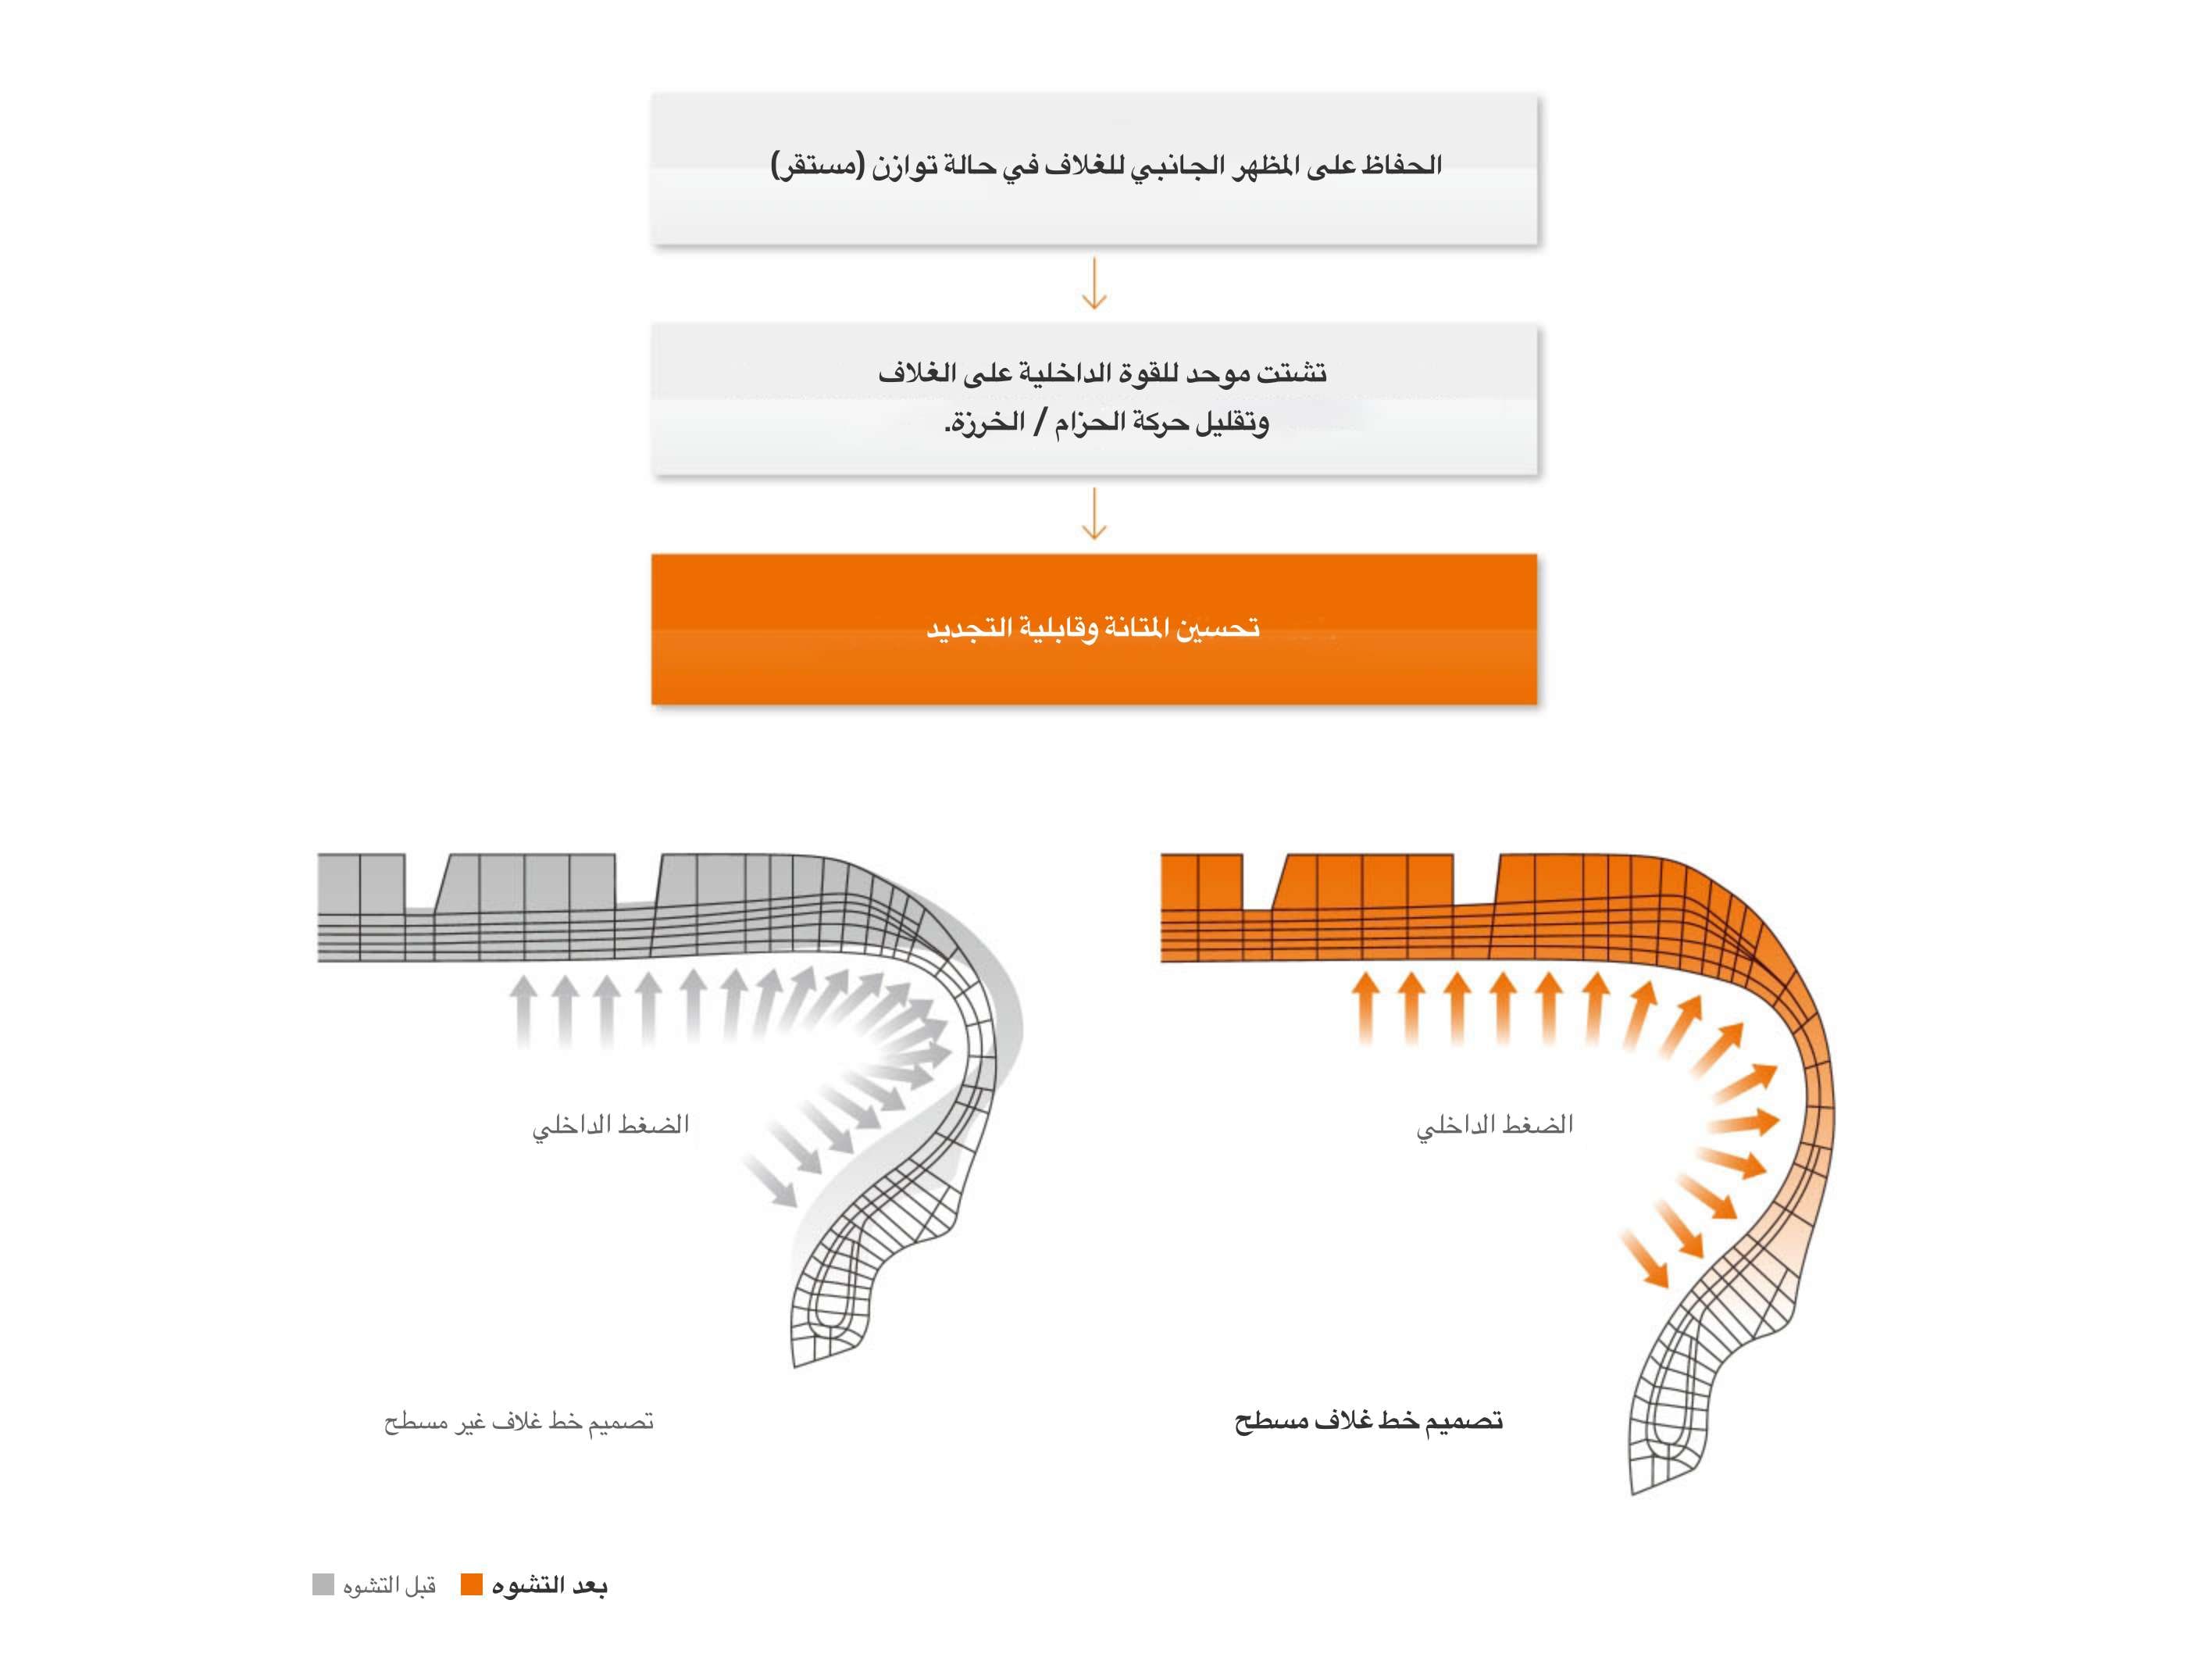 الحفاظ على المظهر الجانبي للغلاف في حالة توازن (مستقر)
تشتت موحد للقوة الداخلية على الغلاف
وتقليل حركة الحزام / الخرزة.
تحسين المتانة وقابلية التجديد
الضغط الداخلي
الضغط الداخلي
تصميم خط غلاف مسطح
تصميم خط غلاف غير مسطح
بعد التشوه
قبل التشوه